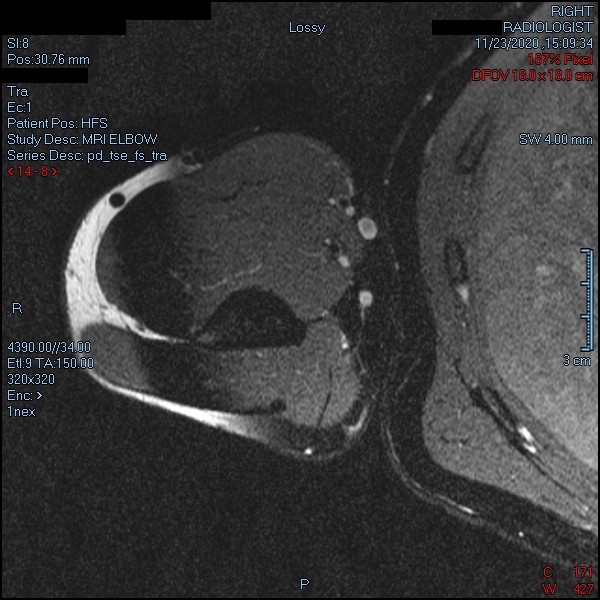 RIGHT
Lossy
RADIOLOGIST
SI:8
11/23/2020 ,15:09:34
Pos:30.76 mm
187% Pixel
DFOV 18.0 x 18.0 cm
Tra
Ec:1
Patient Pos: HFS
Study Desc: MRI ELBOW
SW 4.00 mm
Series Desc: pd_tse_fs_tra
< 14 - 8 >
R
4390.00//34.00
Etl:9 TA:150.00
3 cm
320x320
Enc: >
1nex
P
C 171
W 427